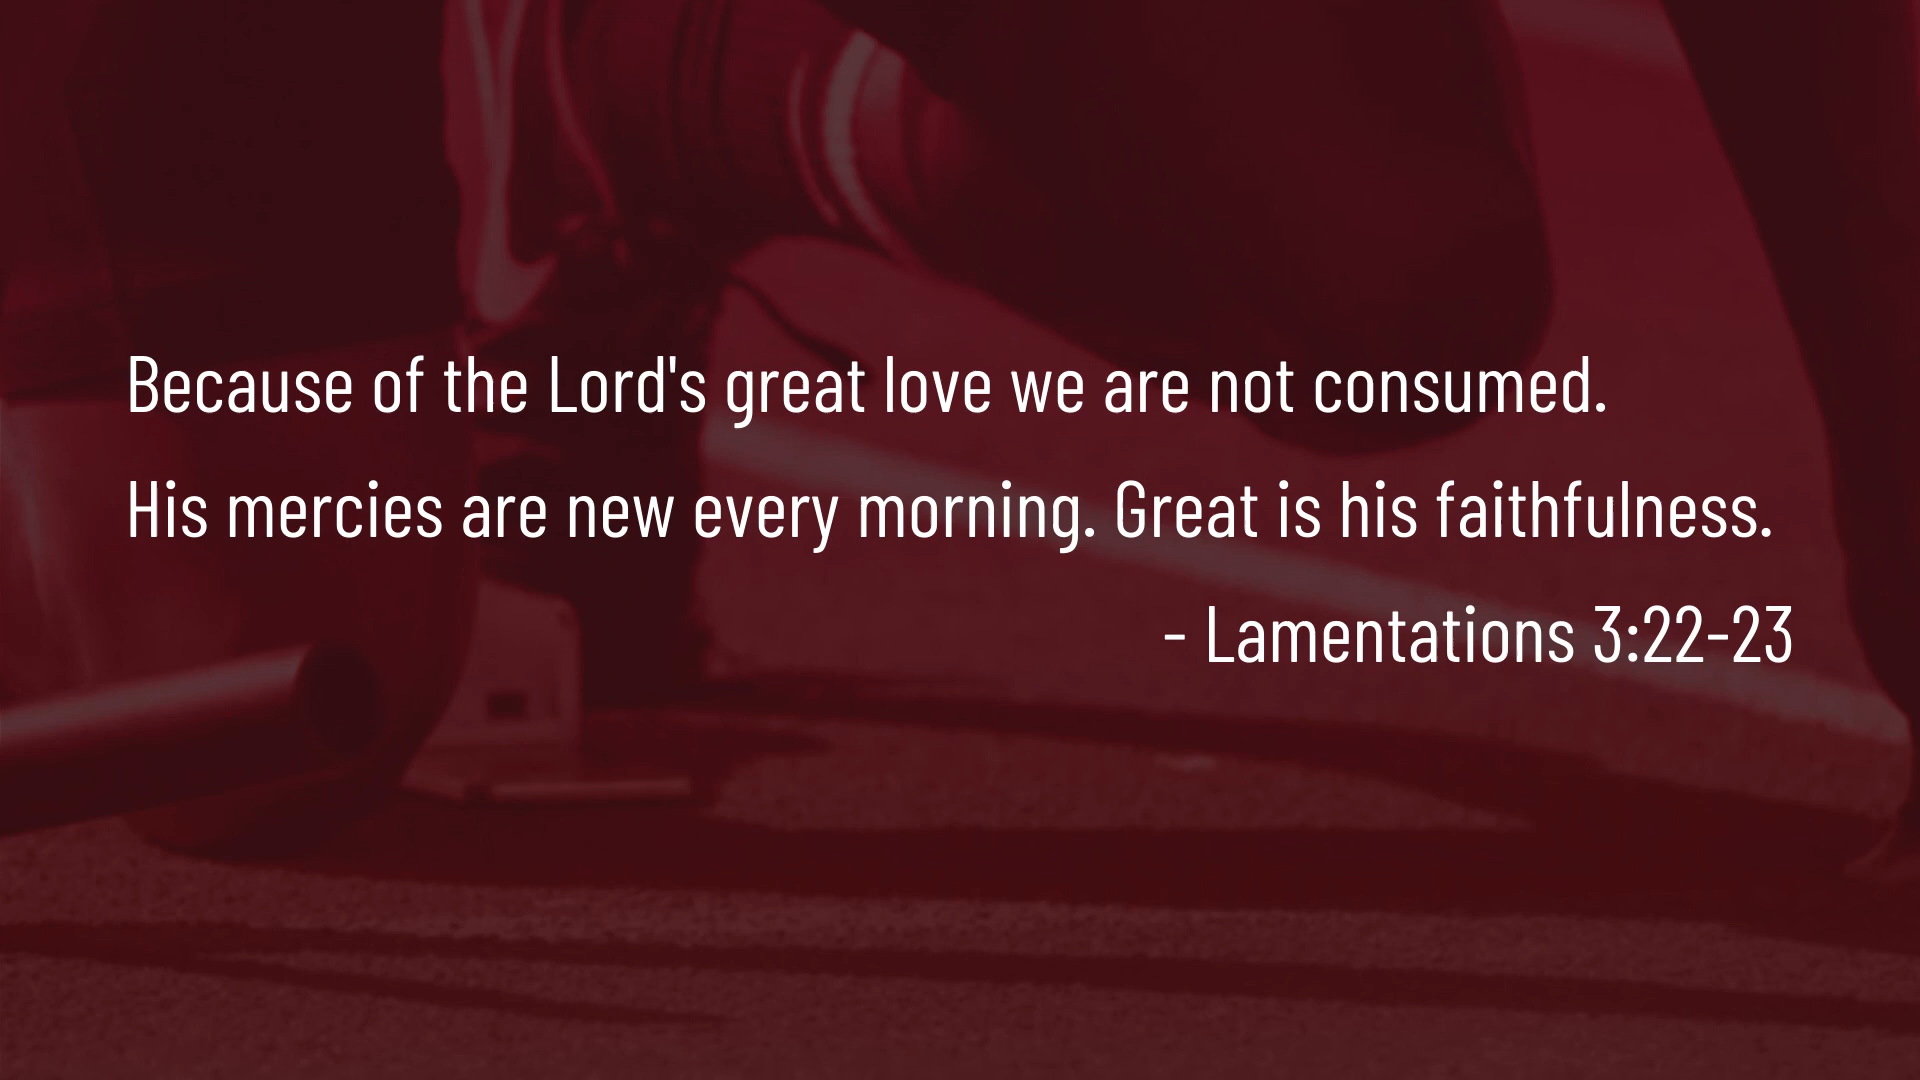 Because of the Lord's great love we are not consumed.
His mercies are new every morning. Great is his faithfulness.
- Lamentations 3:22-23